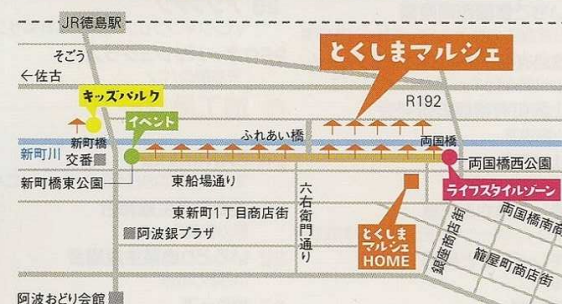 JR徳島駅
そごう
←佐古
とくしまマルシェ
キッズパルク
R192
イベント
ふれあい橋
両国橋
新町橋
新町川
交番
両国橋西公園
新町橋東公園
東船場通り
ライフスタイルゾーン
六右衛門通り
東新町1丁目商店街
両国橋南商
阿波銀プラザ
とくしま
マルシェ
HOME
銀座商店街
籠屋町商店街
阿波おどり会館